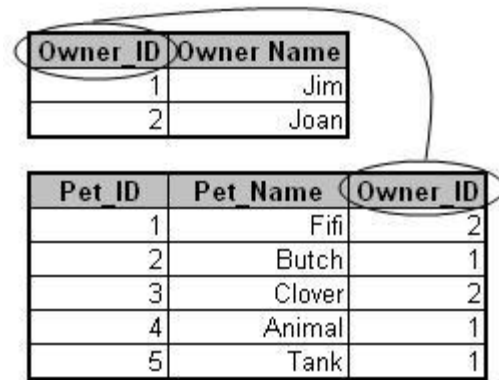 Owner_ID Owner Name
1 Jim
2 Joan
Pet_ID Pet_Name Owner_ID
1 Fifi 2
2 Butch 1
3 Clover 2
4 Animal 1
5 Tank 1